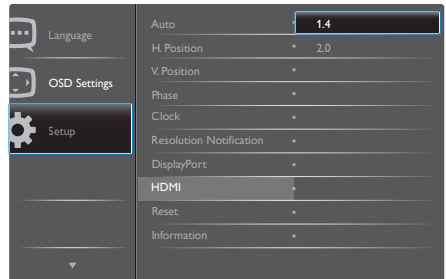 Language
OSD Settings
Setup
Auto
H. Position
V. Position
Phase
Clock
Resolution Notification
DisplayPort
HDMI
Reset
Information
1.4
2.0